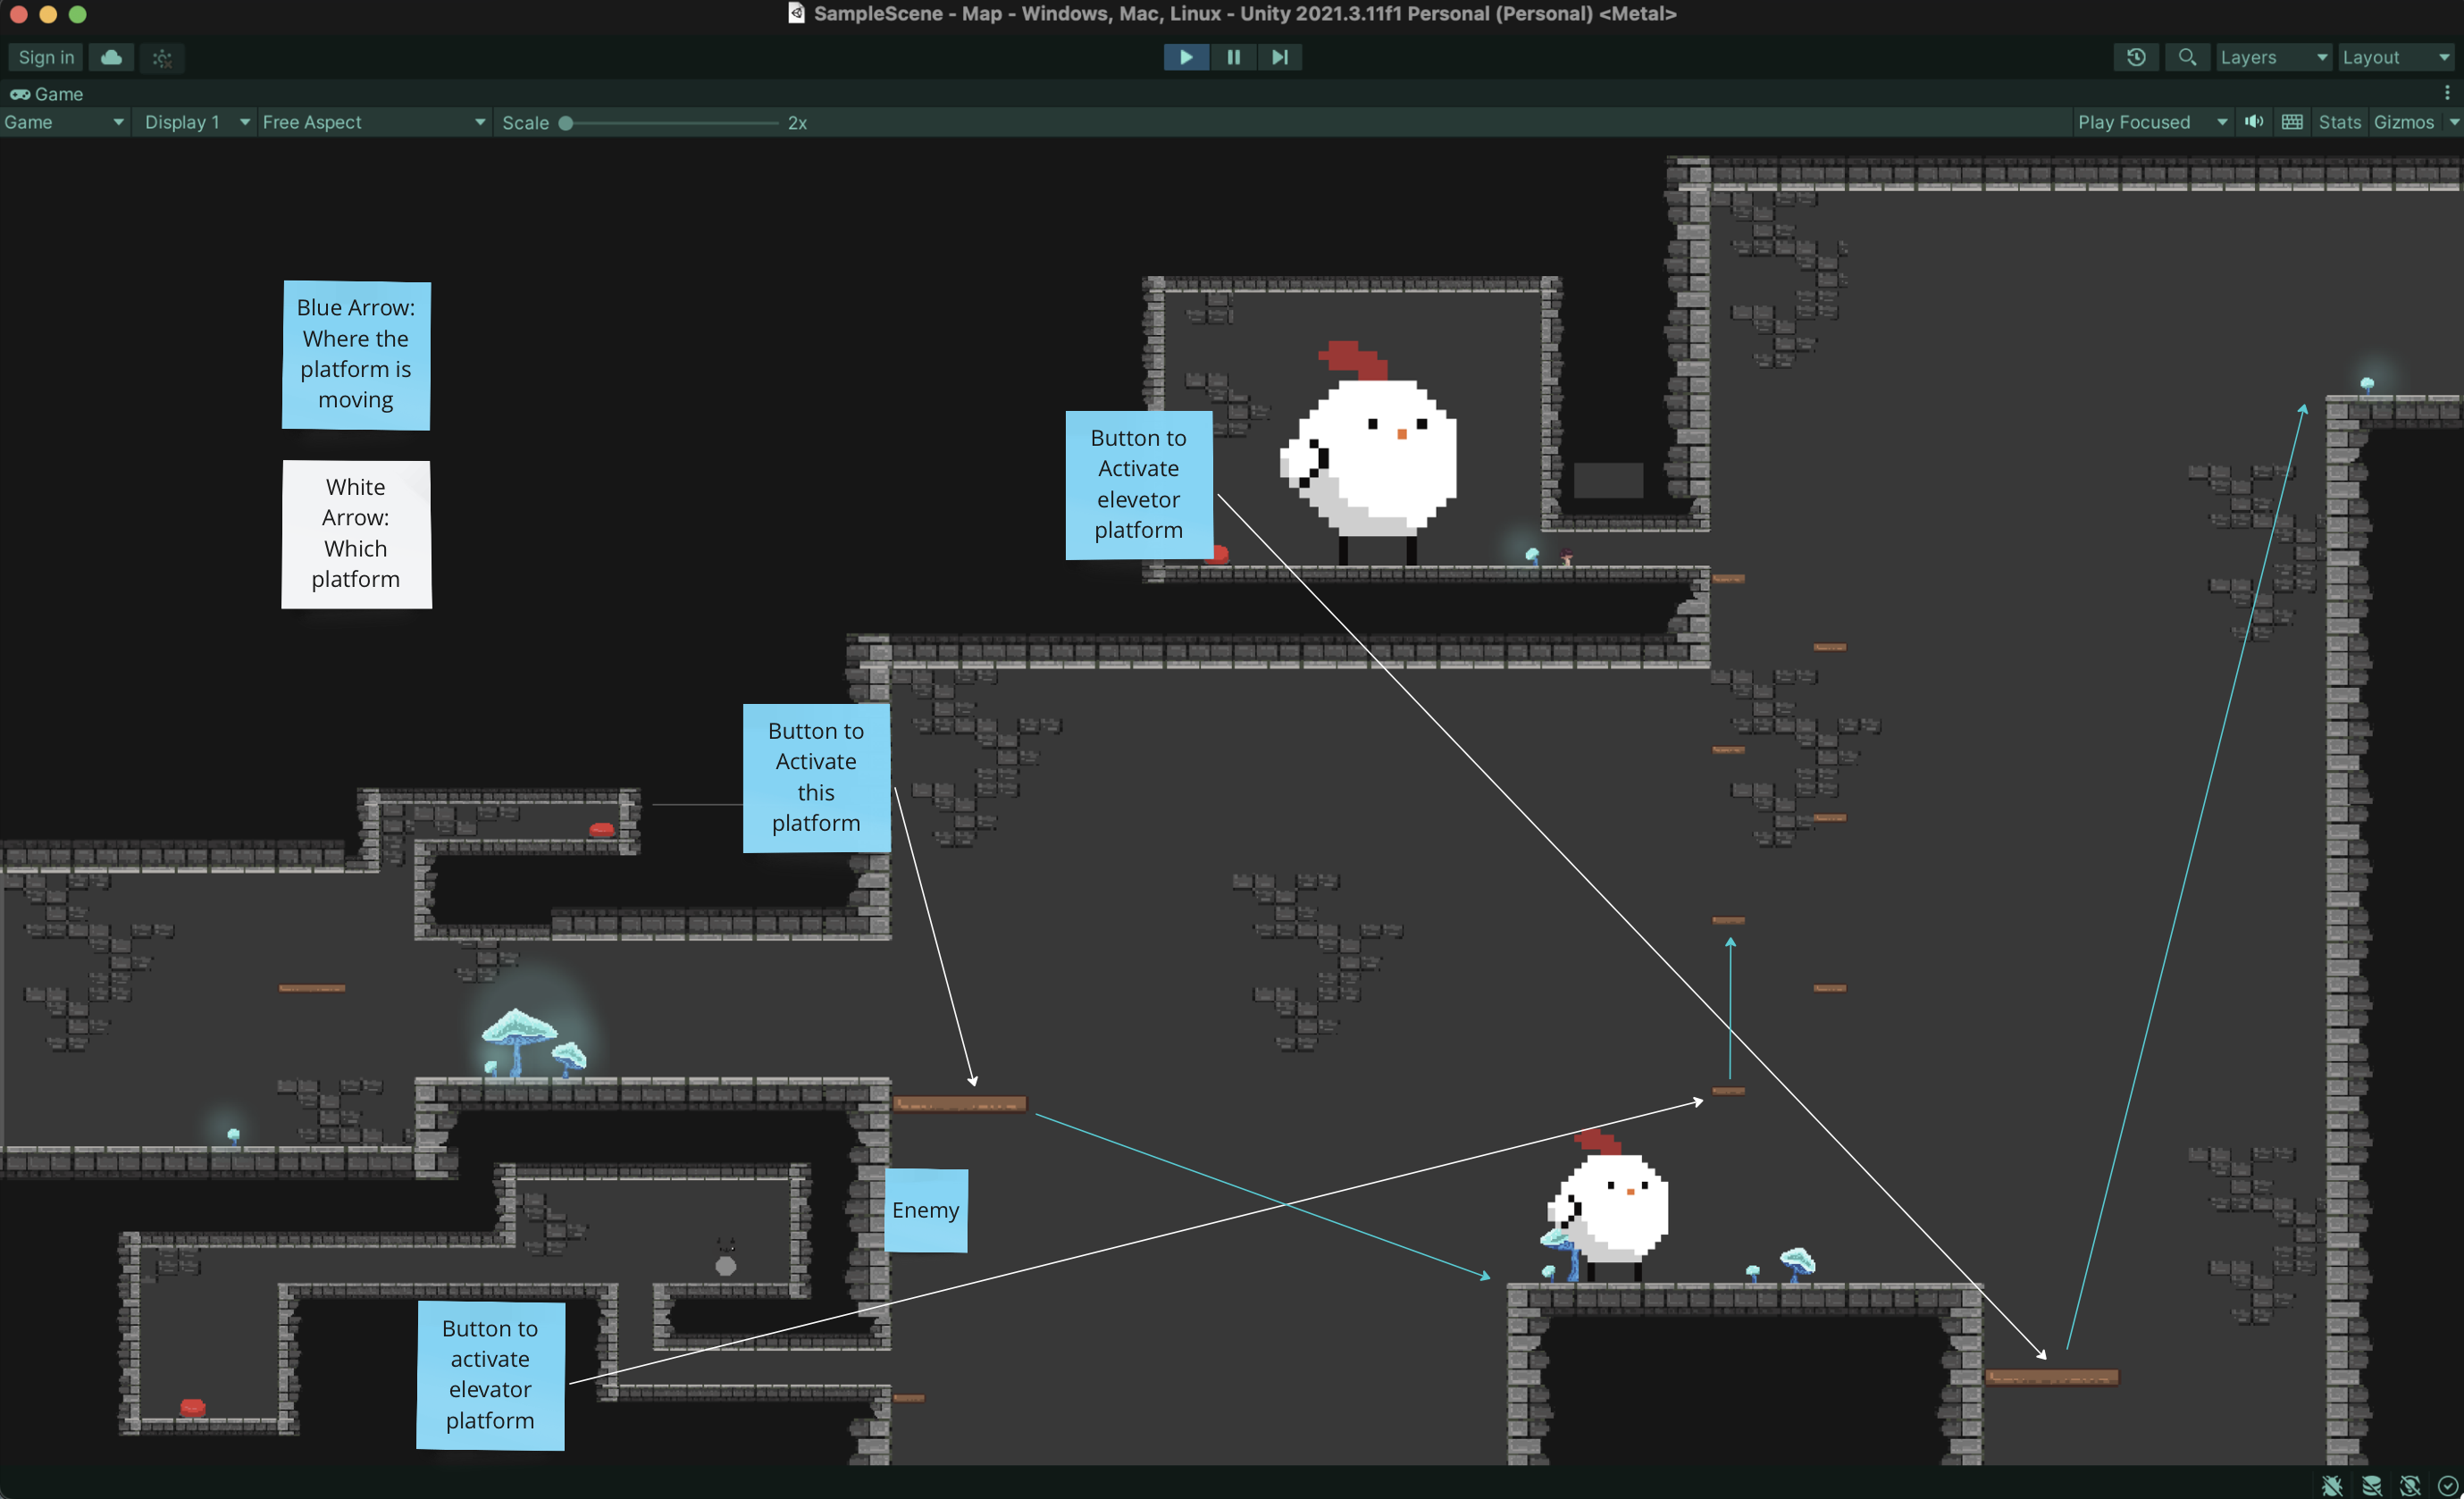 SampleScene - Map - Windows, Mac, Linux - Unity 2021.3.11f1 Personal (Personal) <Metal>
Sign in
Layers
Layout
Game
Game
Display 1
Free Aspect
Scale
2x
Play Focused
Stats
Gizmos
Blue Arrow:
Where the
platform is
moving
White
Arrow:
Which
platform
Button to
Activate
elevetor
platform
Button to
Activate
this
platform
Enemy
Button to
activate
elevator
platform